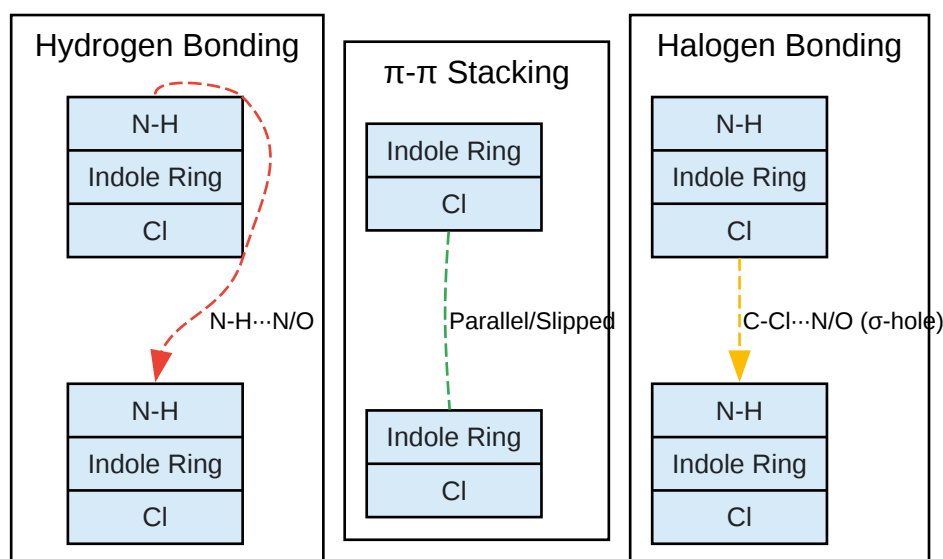 Hydrogen Bonding
N-H
Indole Ring
Cl
N-H···N/O
N-H
Indole Ring
Cl
π-π Stacking
Indole Ring
Cl
Parallel/Slipped
Indole Ring
Cl
Halogen Bonding
N-H
Indole Ring
Cl
C-Cl···N/O (σ-hole)
N-H
Indole Ring
Cl